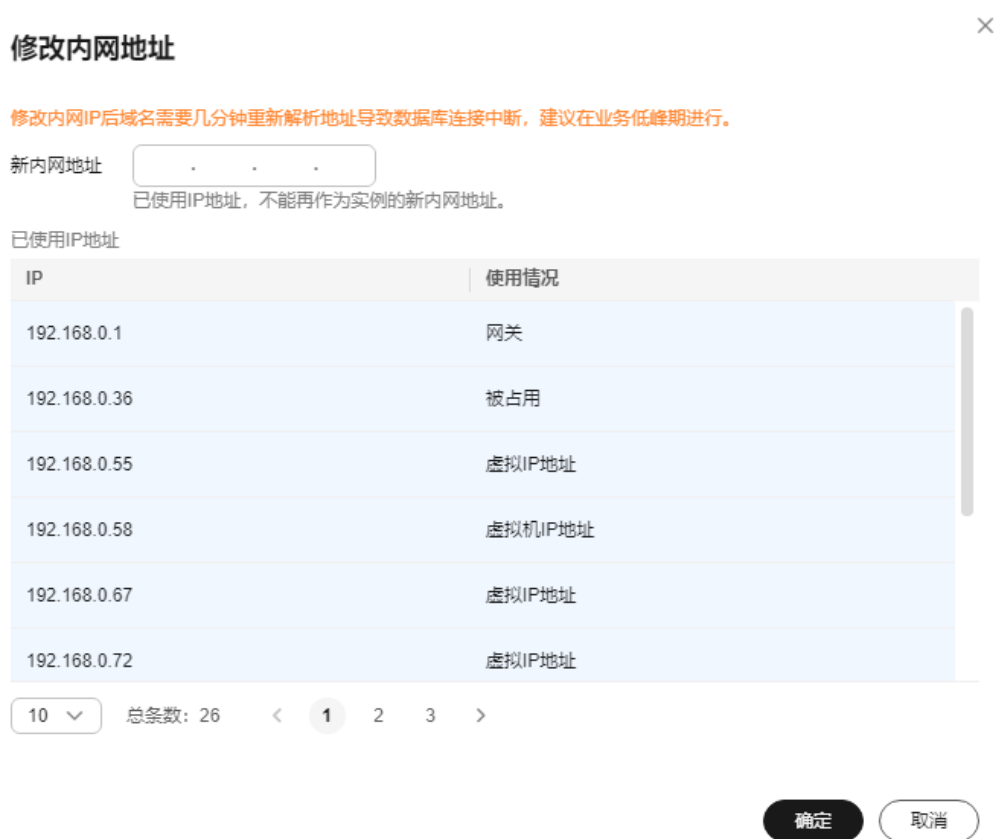 修改内网地址
修改内网IP后域名需要几分钟重新解析地址导致数据库连接中断，建议在业务低峰期进行。
新内网地址 . . .
已使用IP地址，不能再作为实例的新内网地址。
已使用IP地址
IP 使用情况
192.168.0.1 网关
192.168.0.36 被占用
192.168.0.55 虚拟IP地址
192.168.0.58 虚拟机IP地址
192.168.0.67 虚拟IP地址
192.168.0.72 虚拟IP地址
10 总条数：26 1 2 3
确定 取消